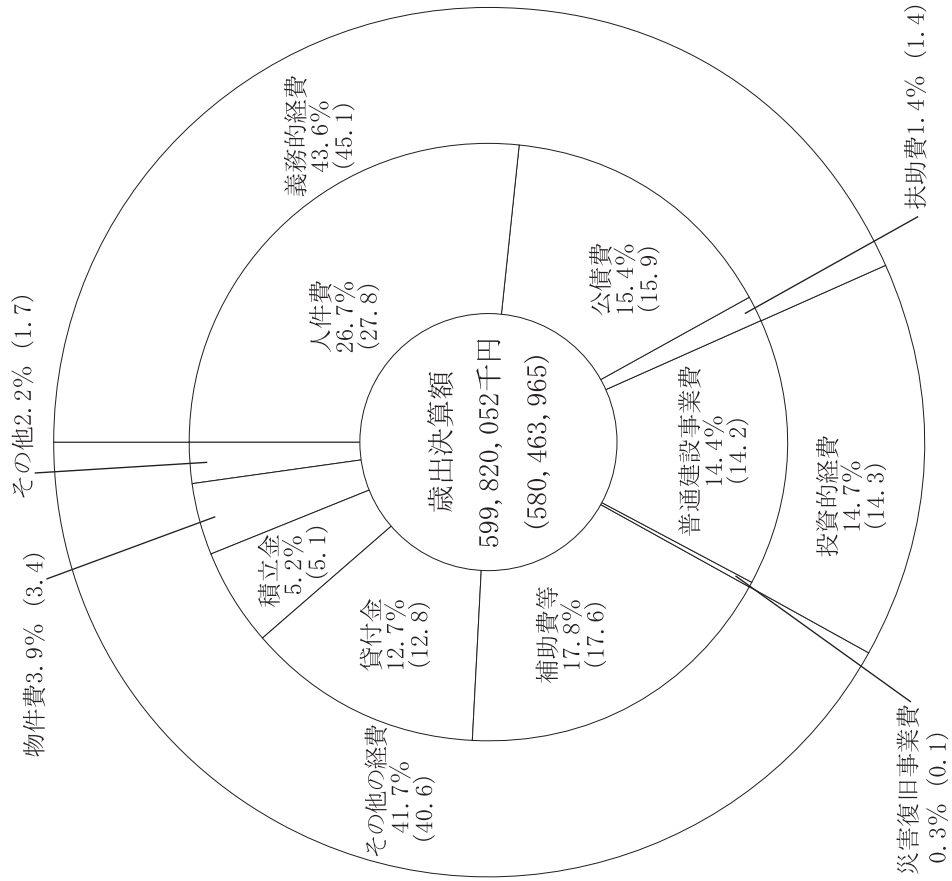 歳出決算額
599,820,052千円
(580,463,965)
義務的経費
43.6%
(45.1)
人件費
26.7%
(27.8)
公債費
15.4%
(15.9)
扶助費1.4% (1.4)
投資的経費
14.7%
(14.3)
普通建設事業費
14.4%
(14.2)
災害復旧事業費
0.3% (0.1)
その他の経費
41.7%
(40.6)
補助費等
17.8%
(17.6)
貸付金
12.7%
(12.8)
積立金
5.2%
(5.1)
物件費3.9% (3.4)
その他2.2% (1.7)